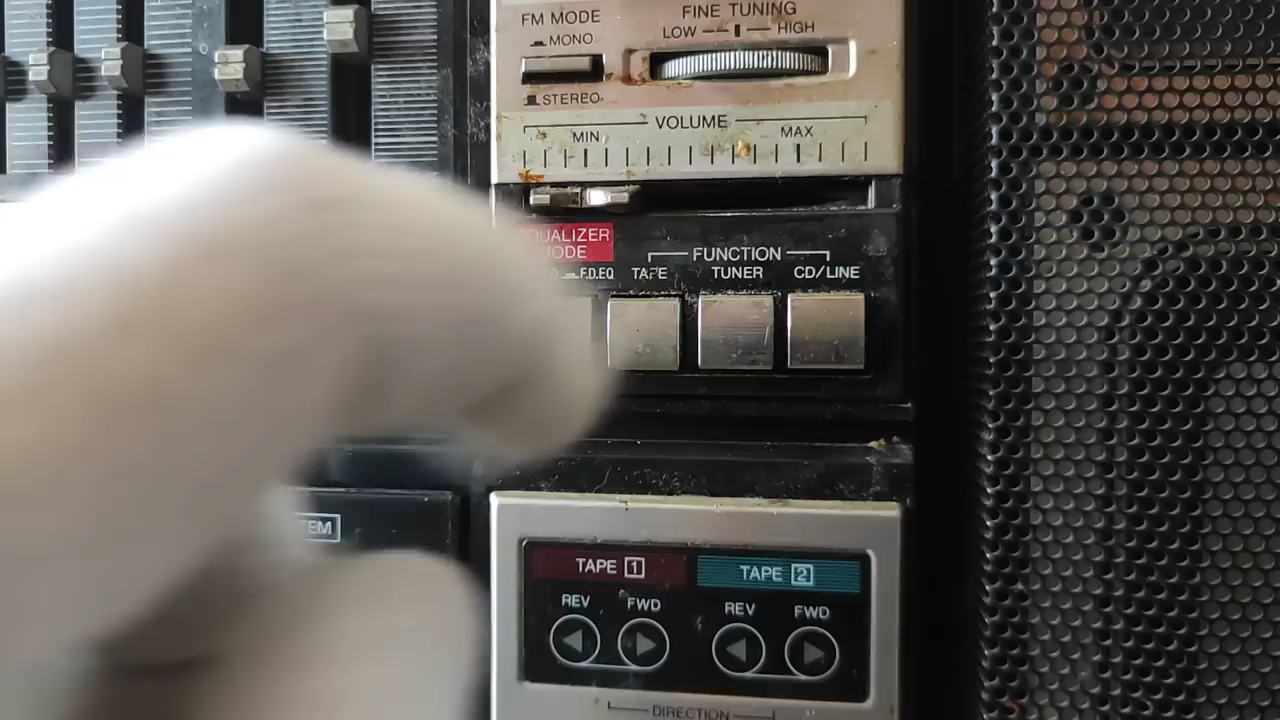 FM MODE
MONO
STEREO
FINE TUNING
LOW
HIGH
VOLUME
MIN
MAX
MODE
F.D.EQ
FUNCTION
TAPE
TUNER
CD/LINE
TAPE 1
REV
FWD
TAPE 2
REV
FWD
DIRECTION